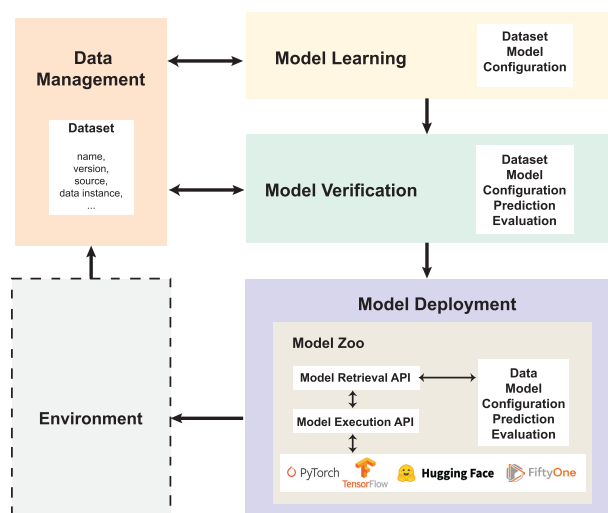 Data
Management
Dataset
name,
version,
source,
data instance,
...
Model Learning
Dataset
Model
Configuration
Model Verification
Dataset
Model
Configuration
Prediction
Evaluation
Environment
Model Deployment
Model Zoo
Model Retrieval API
Model Execution API
Data
Model
Configuration
Prediction
Evaluation
PyTorch
TensorFlow
Hugging Face
FiftyOne